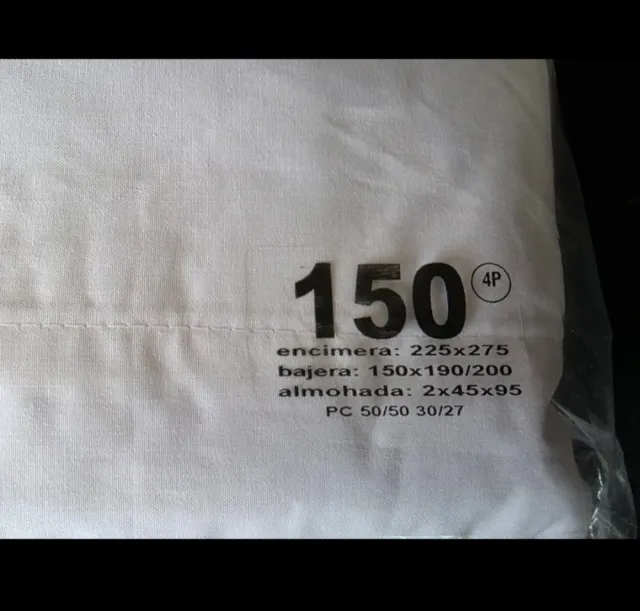 150 4P
encimera: 225x275
bajera: 150x190/200
almohada: 2x45x95
PC 50/50 30/27